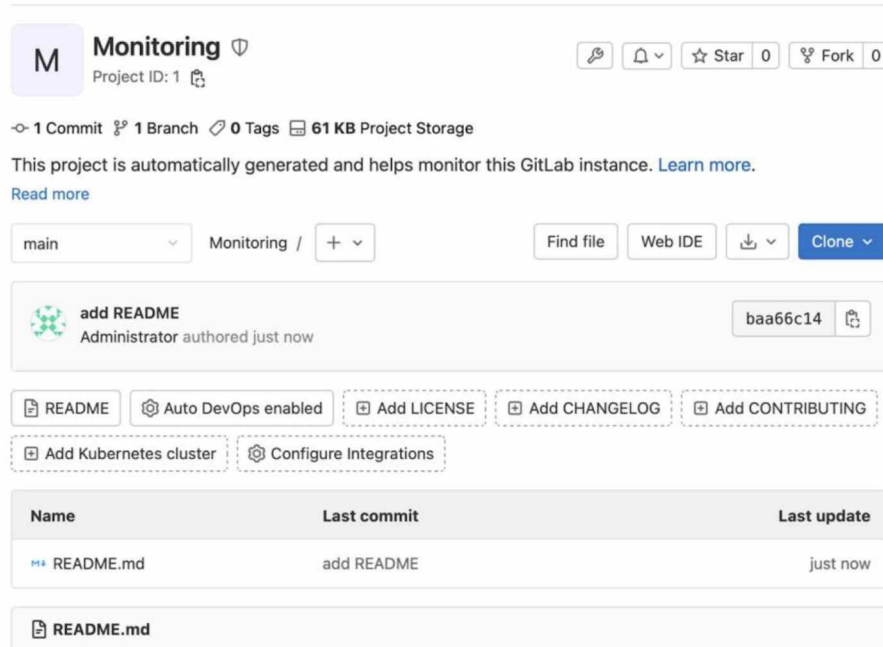 M
Monitoring
Project ID: 1
Star 0 Fork 0
1 Commit 1 Branch 0 Tags 61 KB Project Storage
This project is automatically generated and helps monitor this GitLab instance. Learn more.
Read more
main Monitoring / + Find file Web IDE Clone
add README
Administrator authored just now
baa66c14
README Auto DevOps enabled Add LICENSE Add CHANGELOG Add CONTRIBUTING
Add Kubernetes cluster Configure Integrations
Name Last commit Last update
README.md add README just now
README.md